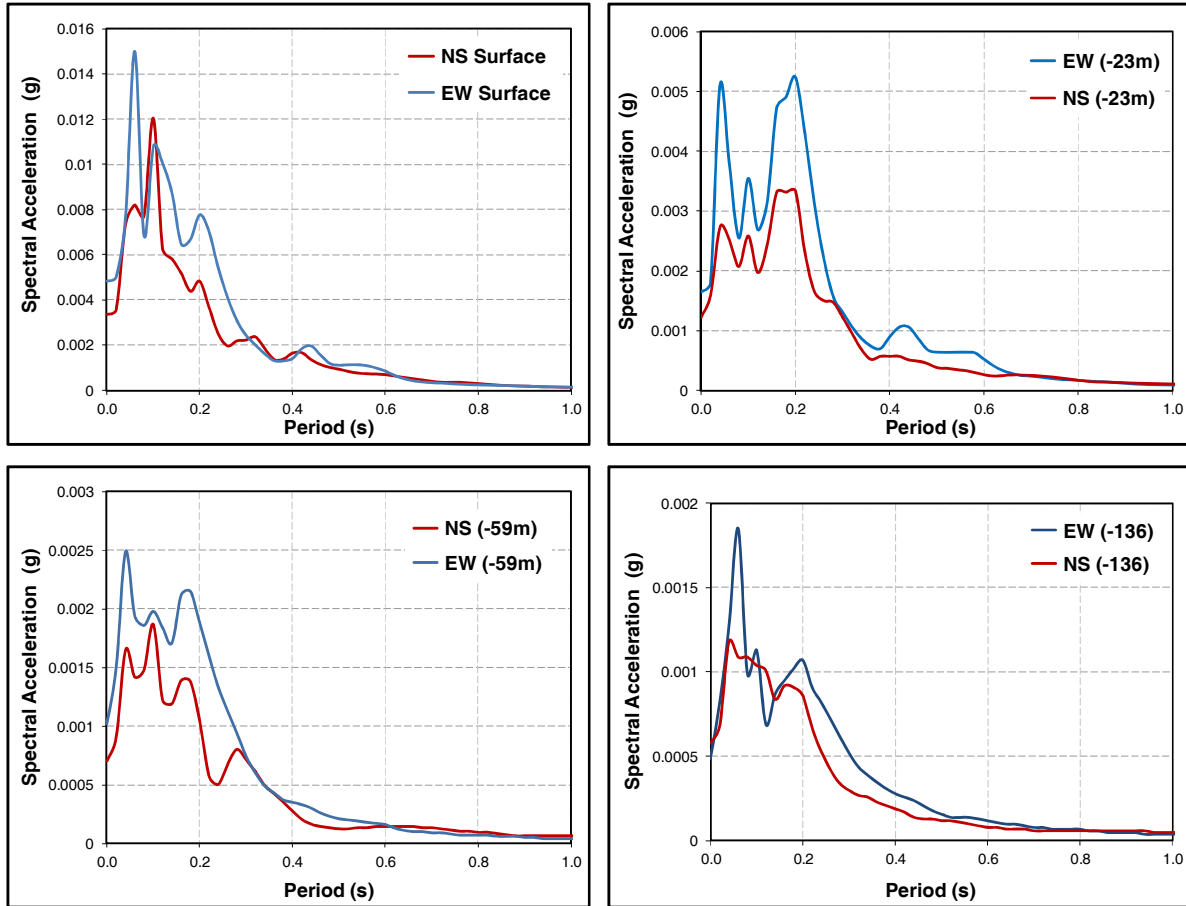 0.016
0.014
0.012
0.01
0.008
0.006
0.004
0.002
0
Spectral Acceleration (g)
NS Surface
EW Surface
0.0 0.2 0.4 0.6 0.8 1.0
Period (s)
0.006
0.005
0.004
0.003
0.002
0.001
0
Spectral Acceleration (g)
EW (-23m)
NS (-23m)
0.0 0.2 0.4 0.6 0.8 1.0
Period (s)
0.003
0.0025
0.002
0.0015
0.001
0.0005
0
Spectral Acceleration (g)
NS (-59m)
EW (-59m)
0.0 0.2 0.4 0.6 0.8 1.0
Period (s)
0.002
0.0015
0.001
0.0005
0
Spectral Acceleration (g)
EW (-136)
NS (-136)
0.0 0.2 0.4 0.6 0.8 1.0
Period (s)